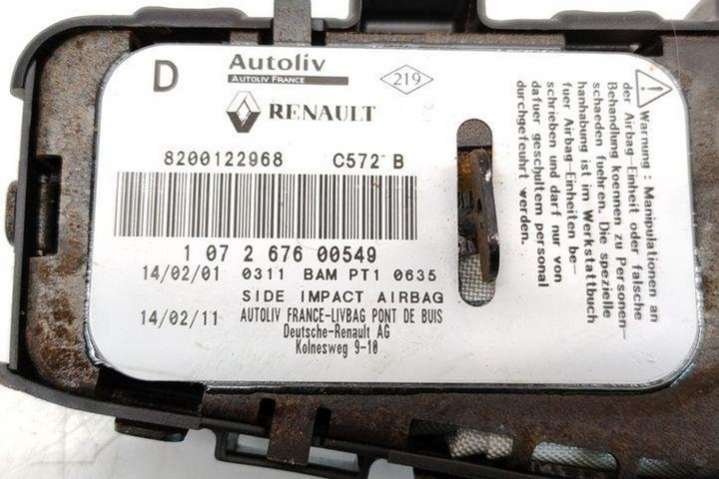 D
Autoliv
AUTOLIV FRANCE
219
RENAULT
8200122968 C572 B
1 07 2 676 00549
14/02/01 0311 BAM PT1 0635
SIDE IMPACT AIRBAG
14/02/11 AUTOLIV FRANCE-LIVBAG PONT DE BUIS
Deutsche-Renault AG
Kolnesweg 9-10
Warnung : Manipulationen an
der Airbag-Einheit oder falsche
Behandlung koennen zu Personen-
schaeden fuehren. Die spezielle
hanhabung ist im Werkstattbuch
fuer Airbag-Einheiten be-
schrieben und darf nur von
dafuer geschultem personal
durchgefuehrt werden.